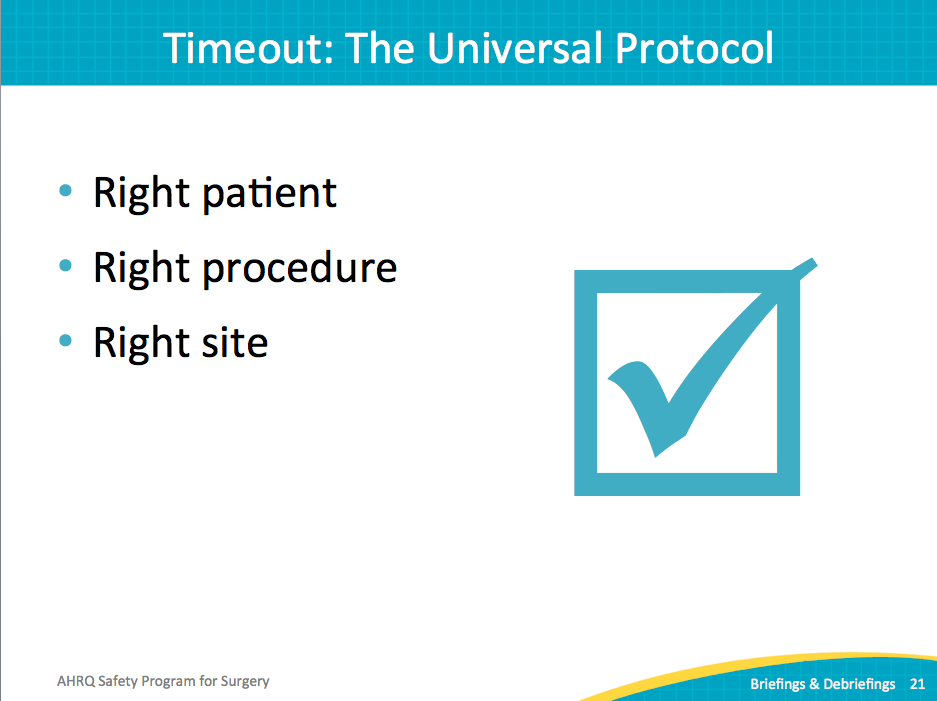 Timeout: The Universal Protocol
• Right patient
• Right procedure
• Right site
AHRQ Safety Program for Surgery
Briefings & Debriefings 21